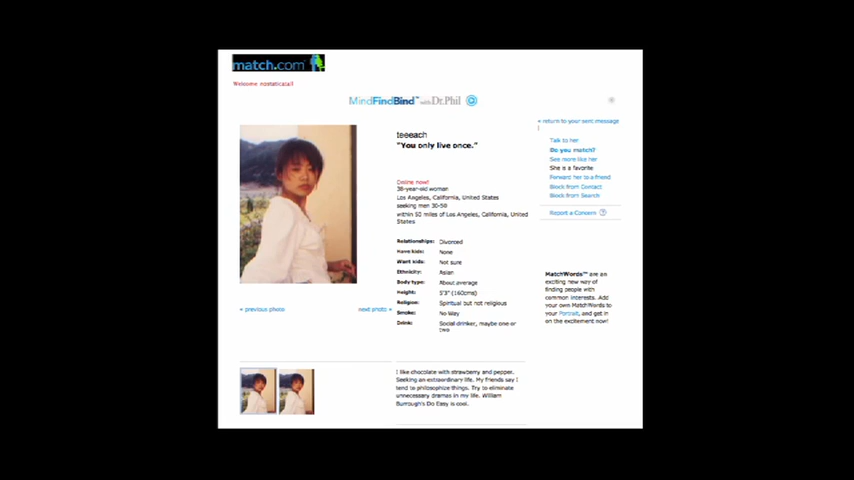 match.com
MindFindBind™ with Dr.Phil
« return to your sent message
teeeach
"You only live once."
Talk to her
Do you match?
See more like her
She is a favorite
Forward her to a friend
Block from Contact
Block from Search
Report a Concern ?
Online now!
38-year-old women
Los Angeles, California, United States
seeking men 30-50
within 50 miles of Los Angeles, California, United
States
Relationships: Divorced
Have kids: None
Want kids: Not sure
Ethnicity: Asian
Body type: About average
Height: 5'3" (160cms)
Religion: Spiritual but not religious
Smoke: No Way
Drink: Social drinker, maybe one or
two
MatchWords™ are an
exciting new way of
finding people with
common interests. Add
your own MatchWords to
your Portrait, and get in
on the excitement now!
« previous photo
next photo »
I like chocolate with strawberry and pepper.
Seeking an extraordinary life. My friends say I
tend to philosophize things. Try to eliminate
unnecessary dramas in my life. William
Burrough's Do Easy is cool.